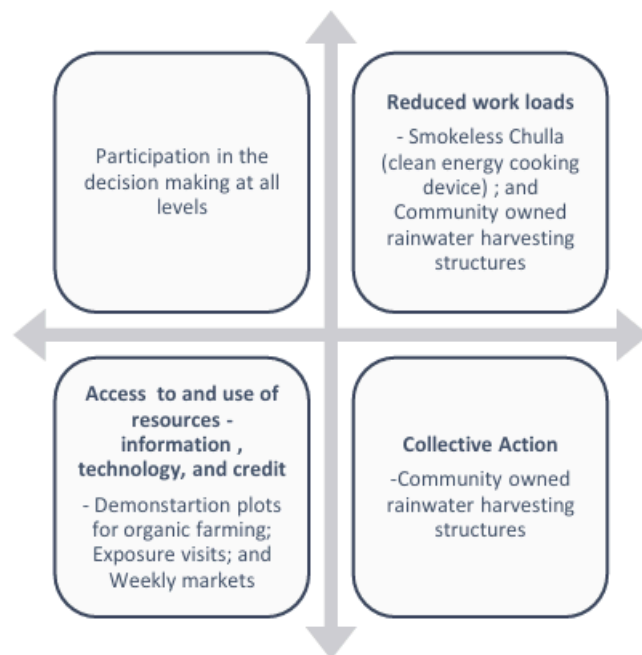 Participation in the
decision making at all
levels
Reduced work loads
- Smokeless Chulla
(clean energy cooking
device) ; and
Community owned
rainwater harvesting
structures
Access  to and use of
resources -
information ,
technology, and credit
- Demonstartion plots
for organic farming;
Exposure visits; and
Weekly markets
Collective Action
-Community owned
rainwater harvesting
structures